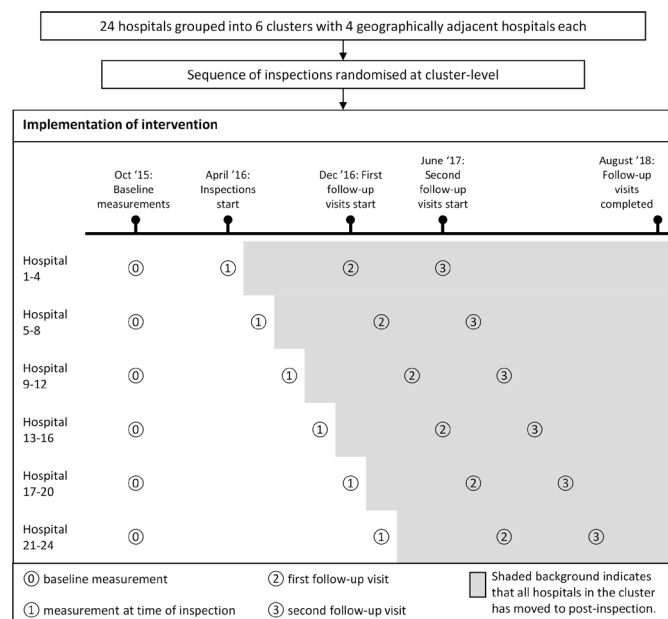 24 hospitals grouped into 6 clusters with 4 geographically adjacent hospitals each
Sequence of inspections randomised at cluster-level
Implementation of intervention
Oct '15:
Baseline
measurements
April '16:
Inspections
start
Dec '16: First
follow-up
visits start
June '17:
Second
follow-up
visits start
August '18:
Follow-up
visits
completed
Hospital
1-4
⓪ ① ② ③
Hospital
5-8
⓪ ① ② ③
Hospital
9-12
⓪ ① ② ③
Hospital
13-16
⓪ ① ② ③
Hospital
17-20
⓪ ① ② ③
Hospital
21-24
⓪ ① ② ③
⓪ baseline measurement
① measurement at time of inspection
② first follow-up visit
③ second follow-up visit
Shaded background indicates
that all hospitals in the cluster
has moved to post-inspection.